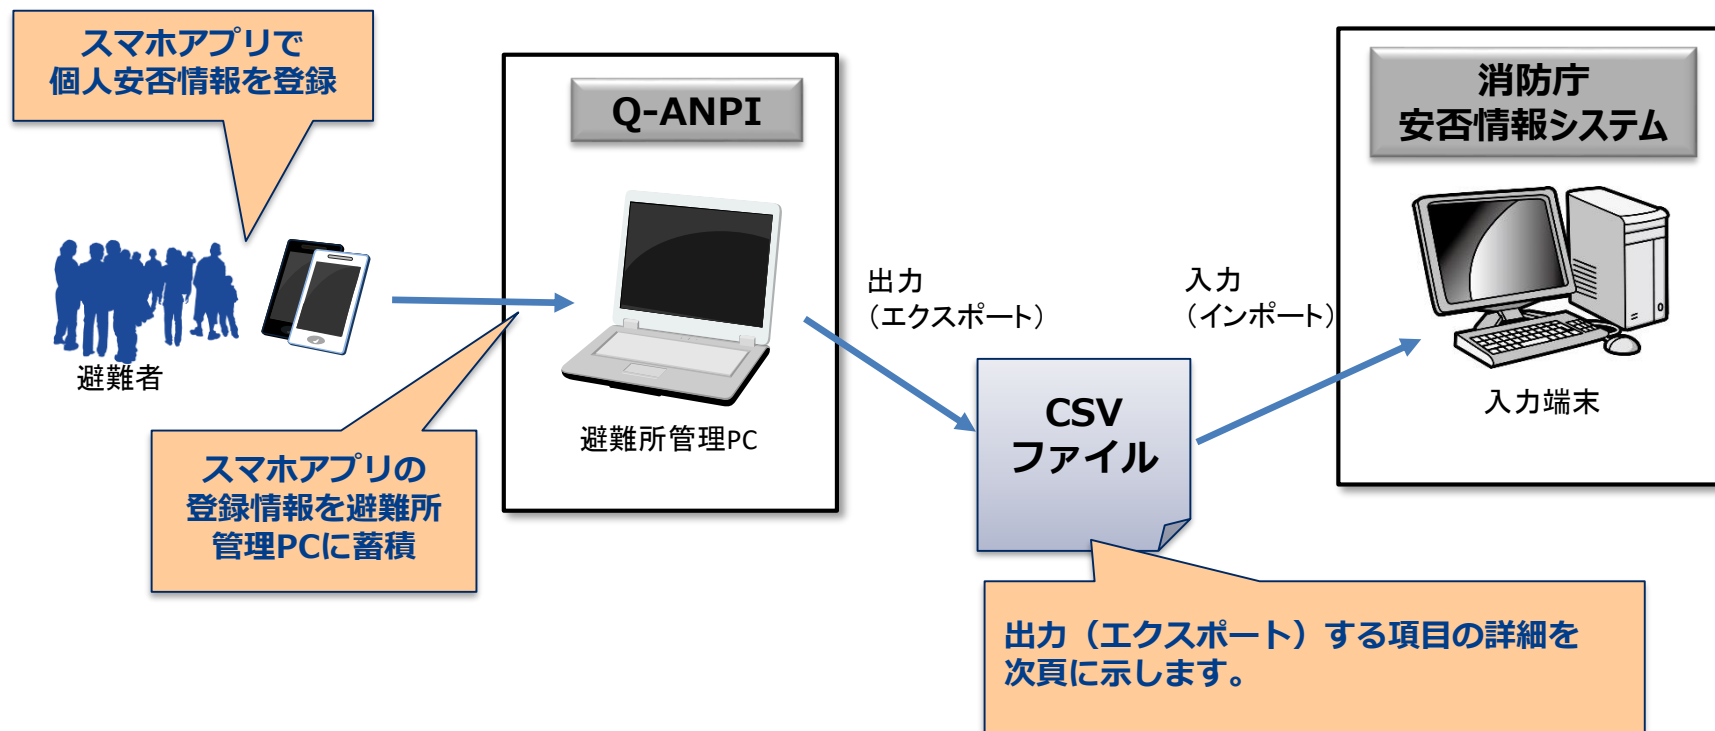 スマホアプリで
個人安否情報を登録
Q-ANPI
消防庁
安否情報システム
避難者
避難所管理PC
出力
（エクスポート）
入力
（インポート）
CSV
ファイル
入力端末
スマホアプリの
登録情報を避難所
管理PCに蓄積
出力（エクスポート）する項目の詳細を
次頁に示します。